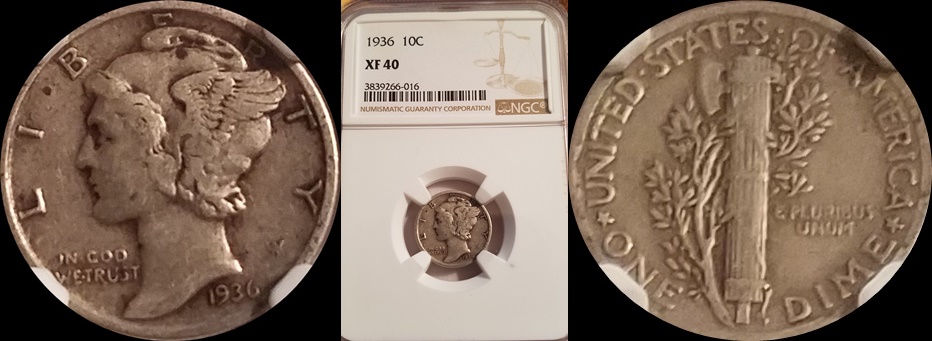 LIBERTY
IN GOD
WE TRUST
1936
1936 10C
XF 40
3839266-016
NUMISMATIC GUARANTY CORPORATION
NGC
UNITED·STATES·OF AMERICA
E PLURIBUS
UNUM
ONE DIME